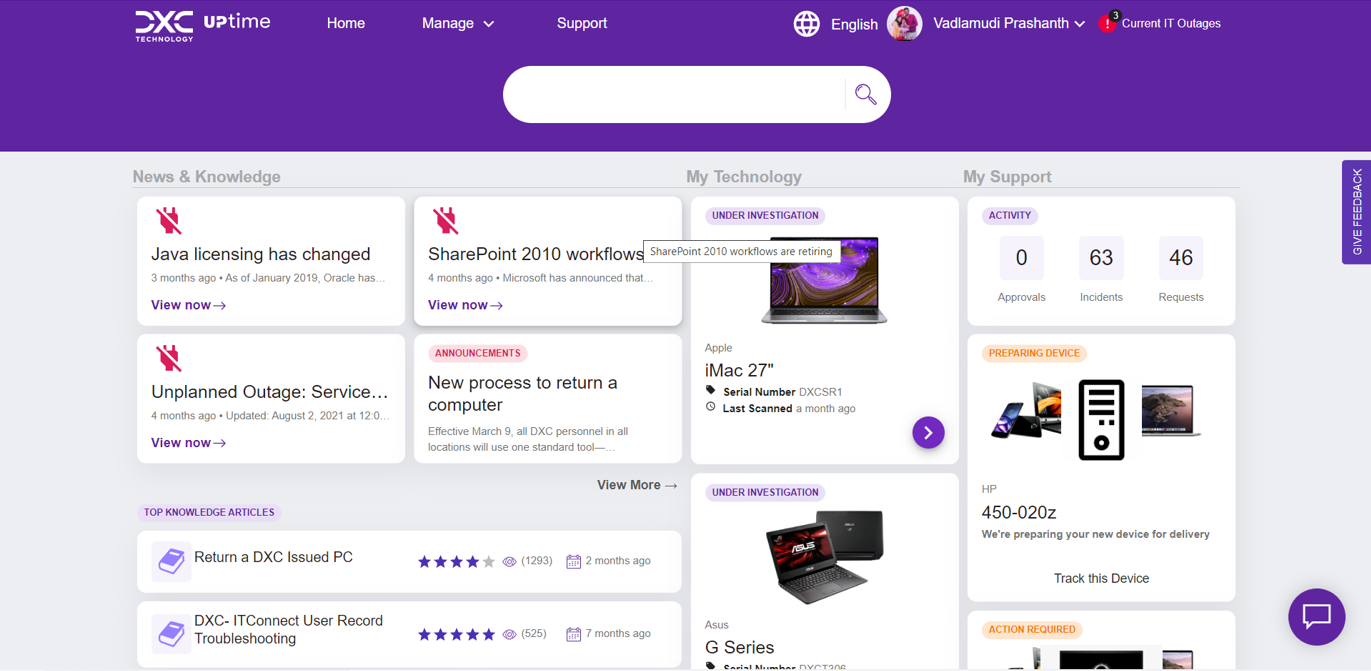 DXC UPtime
TECHNOLOGY
Home
Manage
Support
English
Vadlamudi Prashanth
3
Current IT Outages
GIVE FEEDBACK
News & Knowledge
Java licensing has changed
3 months ago • As of January 2019, Oracle has...
View now→
SharePoint 2010 workflows
SharePoint 2010 workflows are retiring
4 months ago • Microsoft has announced that...
View now→
Unplanned Outage: Service...
4 months ago • Updated: August 2, 2021 at 12:0...
View now→
ANNOUNCEMENTS
New process to return a
computer
Effective March 9, all DXC personnel in all
locations will use one standard tool—...
View More →
TOP KNOWLEDGE ARTICLES
Return a DXC Issued PC
(1293)
2 months ago
DXC- ITConnect User Record
Troubleshooting
(525)
7 months ago
My Technology
UNDER INVESTIGATION
Apple
iMac 27"
Serial Number DXCSR1
Last Scanned a month ago
UNDER INVESTIGATION
ASUS
Asus
G Series
Serial Number DXCT306
My Support
ACTIVITY
0
63
46
Approvals
Incidents
Requests
PREPARING DEVICE
HP
450-020z
We're preparing your new device for delivery
Track this Device
ACTION REQUIRED